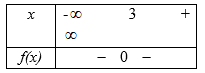 x -∞ 3 +
∞
f(x) – 0 –